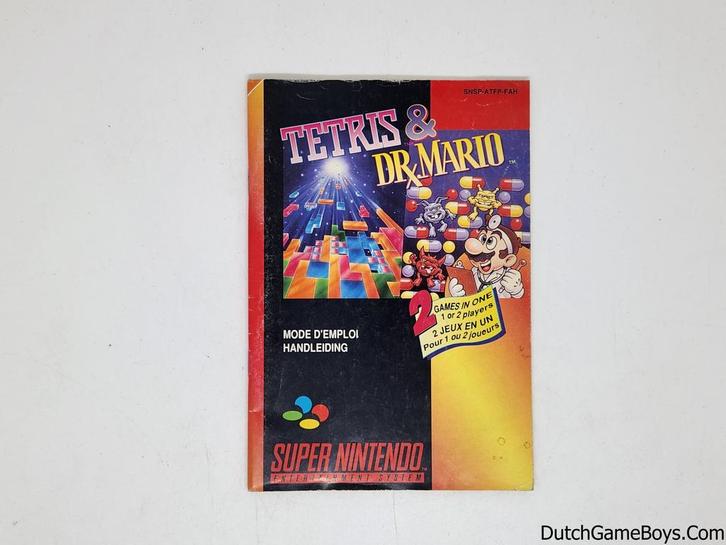 SNSP-ATFP-FAH
TETRIS &
DR. MARIO ™
2 GAMES IN ONE
1 or 2 players
2 JEUX EN UN
Pour 1 ou 2 joueurs
MODE D'EMPLOI
HANDLEIDING
SUPER NINTENDO ™
ENTERTAINMENT SYSTEM
DutchGameBoys.Com